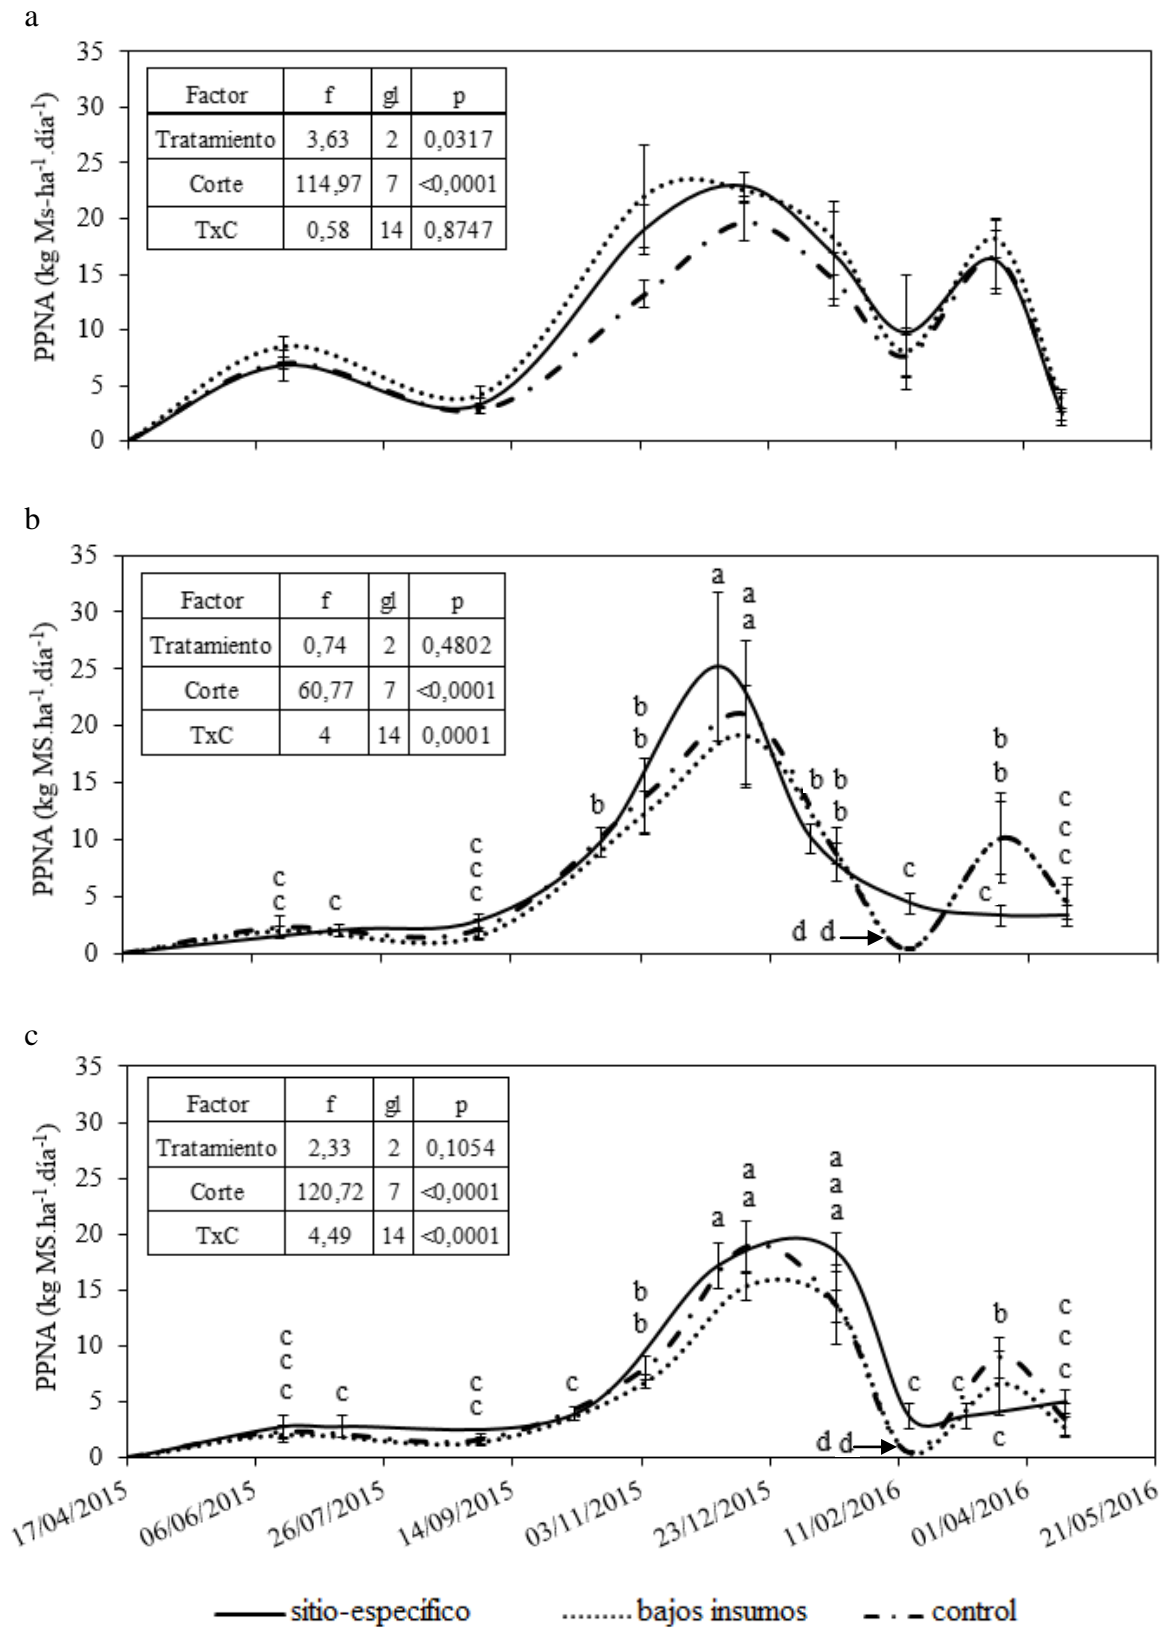 a
35
30
25
20
15
10
5
0
PPNA (kg Ms-ha⁻¹.día⁻¹)
Factor f gl p
Tratamiento 3,63 2 0,0317
Corte 114,97 7 <0,0001
TxC 0,58 14 0,8747
b
35
30
25
20
15
10
5
0
PPNA (kg MS.ha⁻¹.día⁻¹)
Factor f gl p
Tratamiento 0,74 2 0,4802
Corte 60,77 7 <0,0001
TxC 4 14 0,0001
c
c
c
c
c
c
b
b
b
a
a
a
b
b
b
d d
c
c
b
b
c
c
c
c
35
30
25
20
15
10
5
0
PPNA (kg MS.ha⁻¹.día⁻¹)
Factor f gl p
Tratamiento 2,33 2 0,1054
Corte 120,72 7 <0,0001
TxC 4,49 14 <0,0001
c
c
c
c
c
c
c
b
b
a
a
a
a
a
a
d d
c
c
b
c
c
c
c
17/04/2015
06/06/2015
26/07/2015
14/09/2015
03/11/2015
23/12/2015
11/02/2016
01/04/2016
21/05/2016
sitio-específico
bajos insumos
control